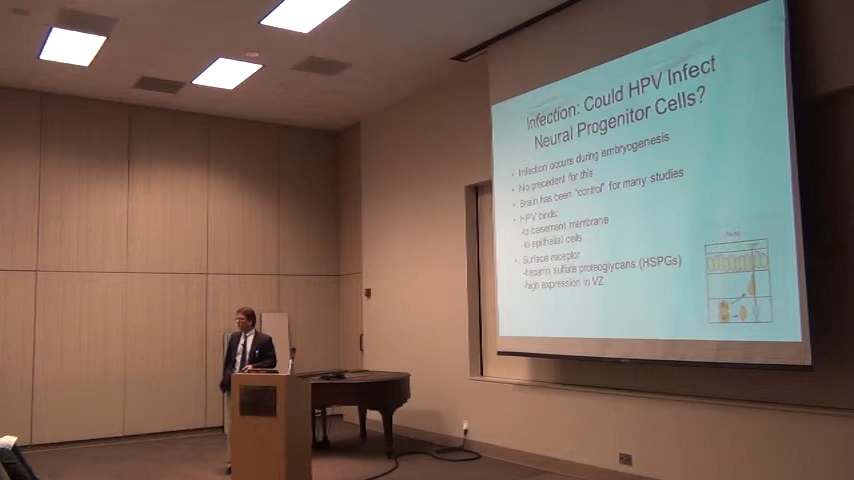 Infection: Could HPV Infect
Neural Progenitor Cells?
• Infection occurs during embryogenesis
• No precedent for this
• Brain has been "control" for many studies
• HPV binds:
-to basement membrane
-to epithelial cells
• Surface receptor
-heparin sulfate proteoglycans (HSPGs)
-high expression in VZ